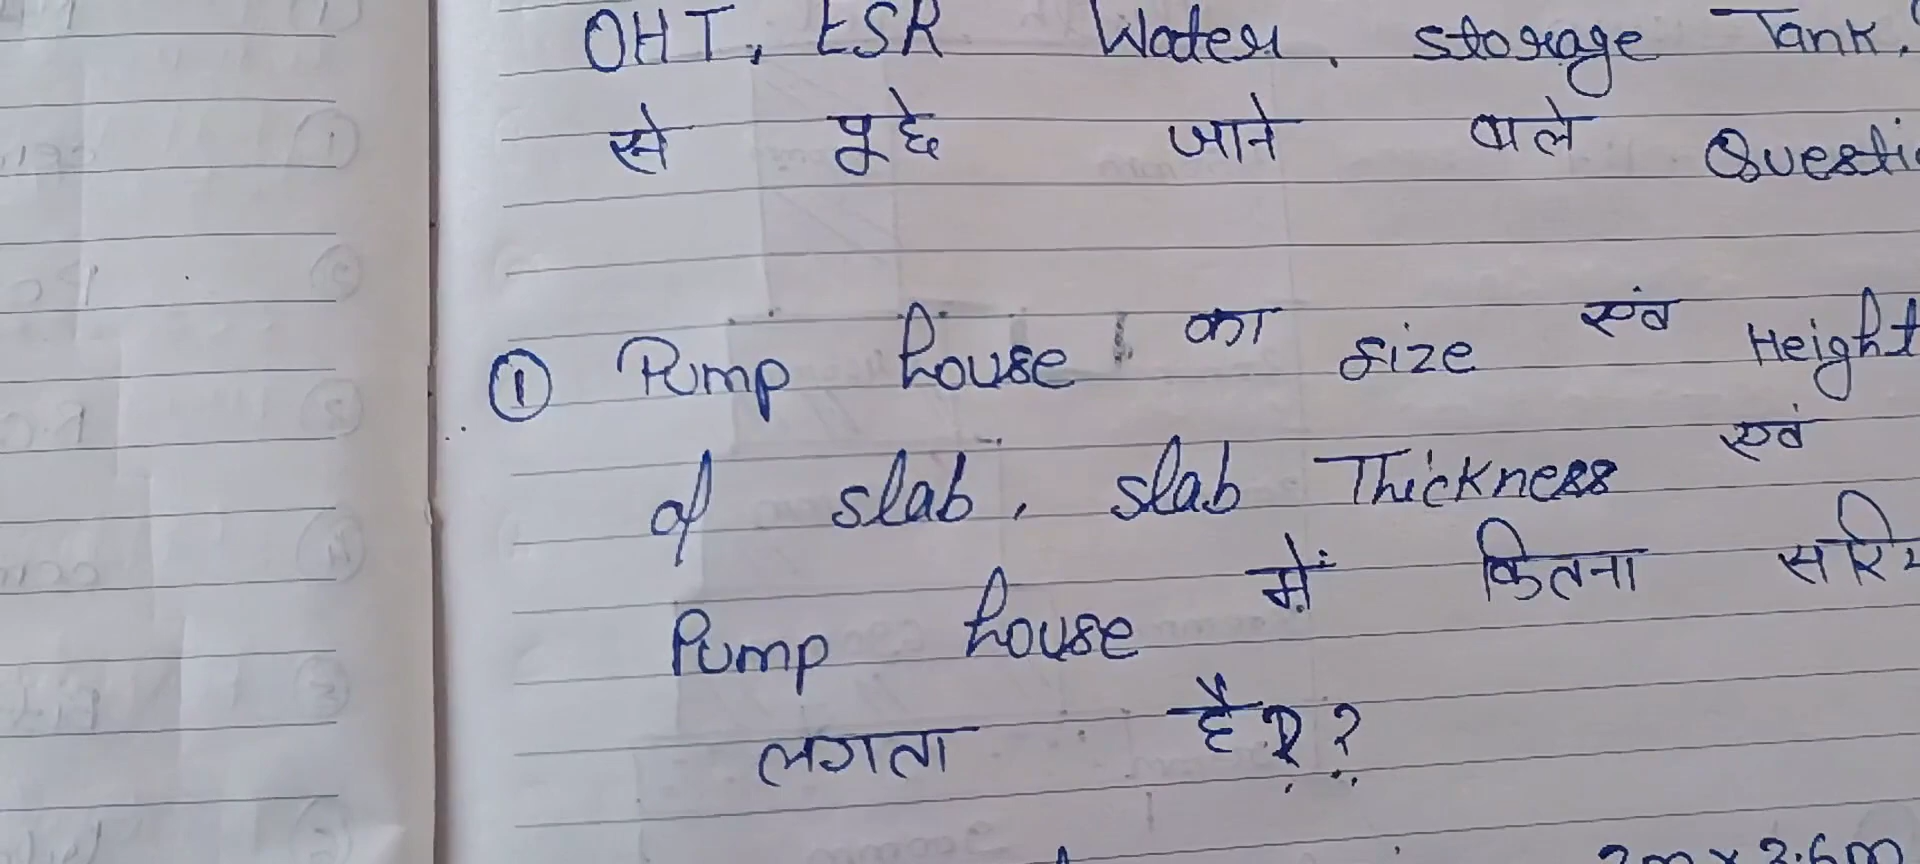 OHT, ESR Water storage Tank.
से पूछे जाने वाले Questi
① Pump house का size एवं Height
of slab, slab Thickness एवं
Pump house में कितना सरिय
लगता है??